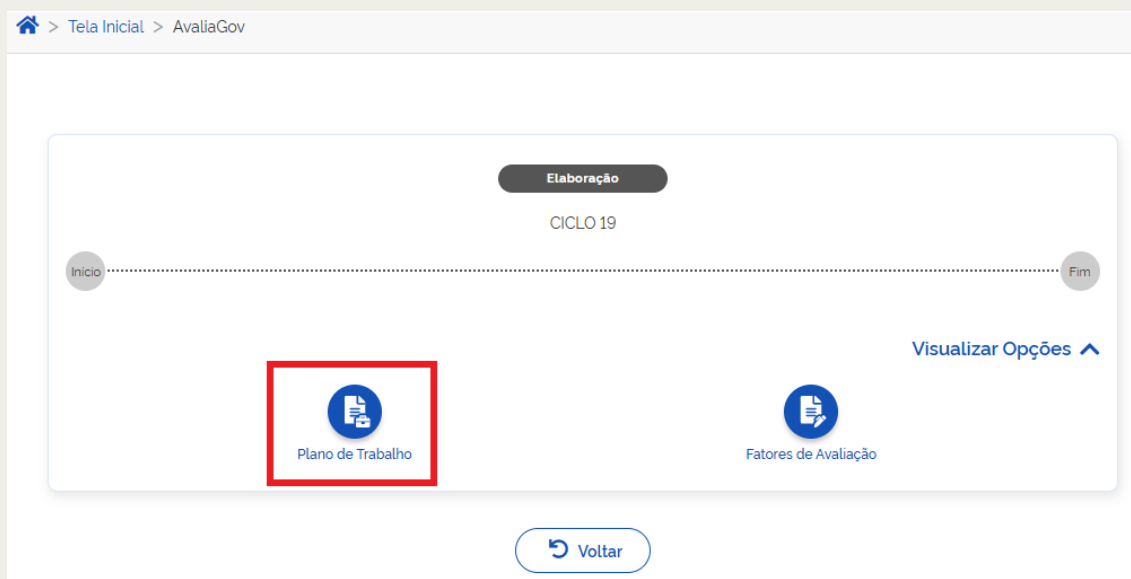 > Tela Inicial > AvaliaGov
Elaboração
CICLO 19
Início
Fim
Visualizar Opções
Plano de Trabalho
Fatores de Avaliação
Voltar